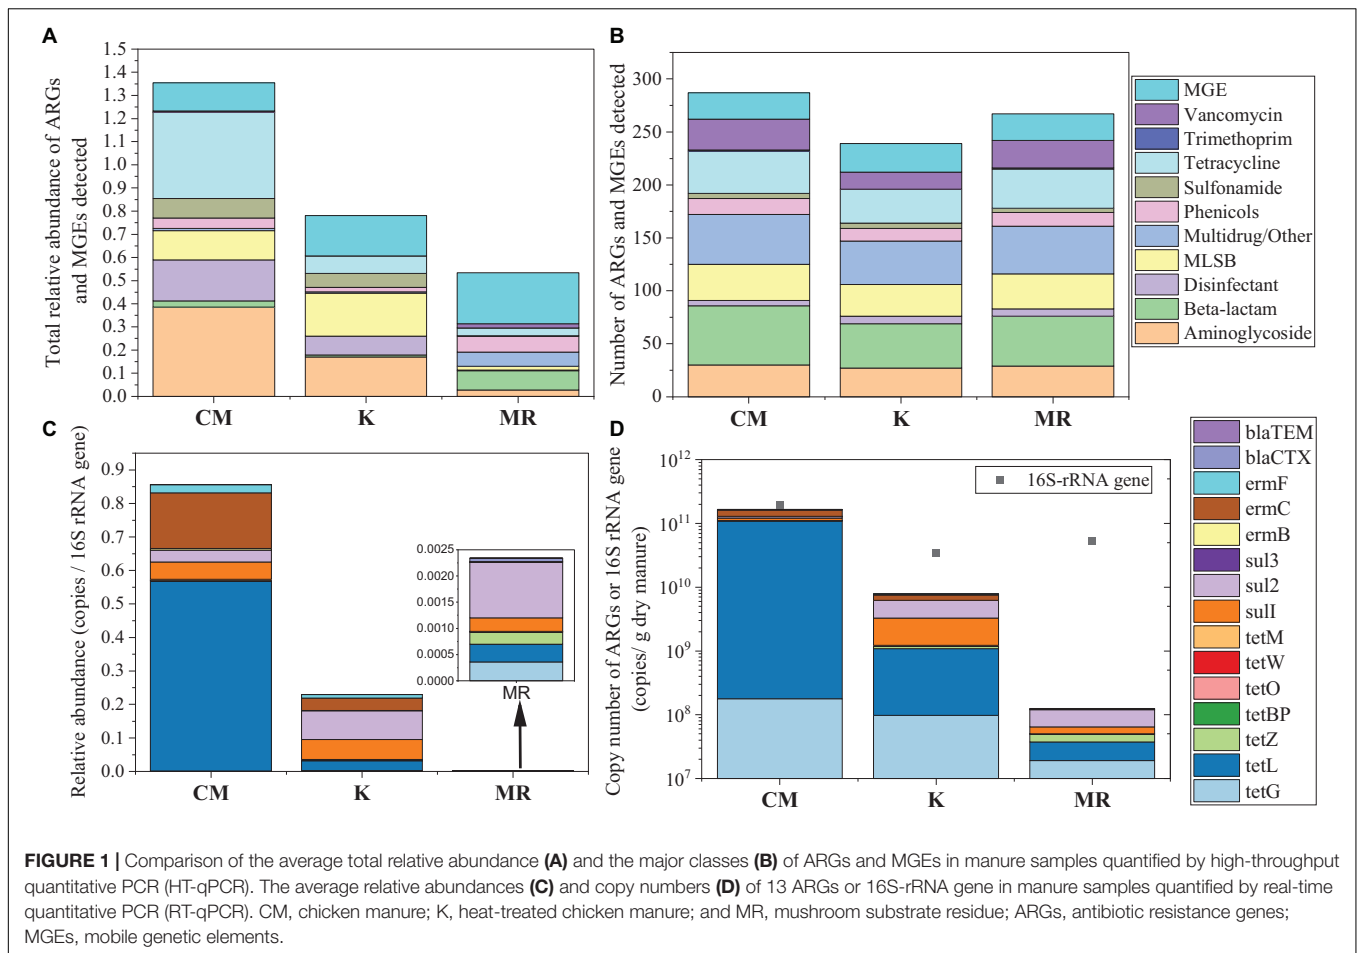 A
Total relative abundance of ARGs
and MGEs detected
1.5
1.4
1.3
1.2
1.1
1.0
0.9
0.8
0.7
0.6
0.5
0.4
0.3
0.2
0.1
0.0
CM
K
MR
B
Number of ARGs and MGEs detected
300
250
200
150
100
50
0
CM
K
MR
MGE
Vancomycin
Trimethoprim
Tetracycline
Sulfonamide
Phenicols
Multidrug/Other
MLSB
Disinfectant
Beta-lactam
Aminoglycoside
C
Relative abundance (copies / 16S rRNA gene)
0.9
0.8
0.7
0.6
0.5
0.4
0.3
0.2
0.1
0.0
0.0025
0.0020
0.0015
0.0010
0.0005
0.0000
MR
CM
K
MR
D
Copy number of ARGs or 16S rRNA gene
(copies/ g dry manure)
10^12
10^11
10^10
10^9
10^8
10^7
16S-rRNA gene
CM
K
MR
blaTEM
blaCTX
ermF
ermC
ermB
sul3
sul2
sulI
tetM
tetW
tetO
tetBP
tetZ
tetL
tetG
FIGURE 1 | Comparison of the average total relative abundance (A) and the major classes (B) of ARGs and MGEs in manure samples quantified by high-throughput
quantitative PCR (HT-qPCR). The average relative abundances (C) and copy numbers (D) of 13 ARGs or 16S-rRNA gene in manure samples quantified by real-time
quantitative PCR (RT-qPCR). CM, chicken manure; K, heat-treated chicken manure; and MR, mushroom substrate residue; ARGs, antibiotic resistance genes;
MGEs, mobile genetic elements.